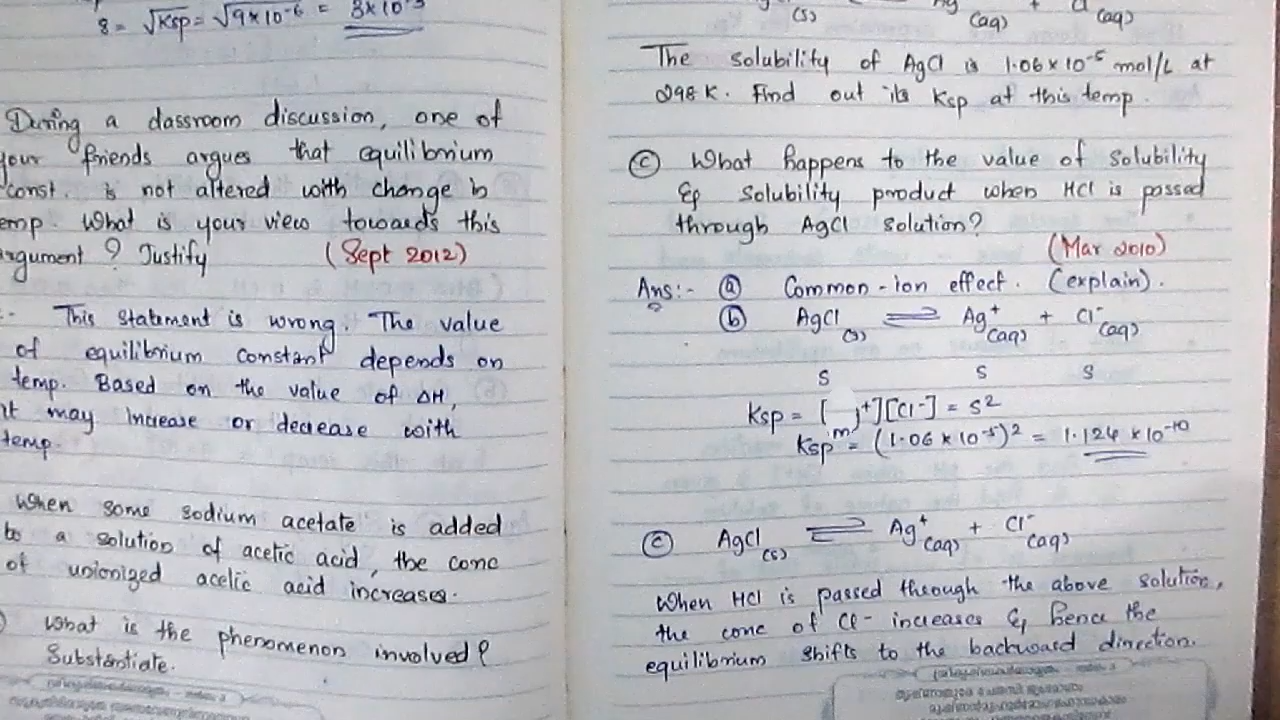 8 = √Ksp = √9×10⁻⁶ = 3×10⁻³
During a classroom discussion, one of
your friends argues that equilibrium
const. is not altered with change in
temp. What is your view towards this
argument? Justify (Sept 2012)
:- This statement is wrong. The value
of equilibrium constant depends on
temp. Based on the value of ΔH,
it may increase or decrease with
temp.
When some sodium acetate is added
to a solution of acetic acid, the conc
of unionized acetic acid increases.
What is the phenomenon involved?
Substantiate.
(s) Ag (aq) + Cl (aq)
The solubility of AgCl is 1.06×10⁻⁵ mol/L at
298 K. Find out its Ksp at this temp.
ⓒ What happens to the value of solubility
& solubility product when HCl is passed
through AgCl solution?
(Mar 2010)
Ans:- ⓐ Common-ion effect. (explain).
ⓑ AgCl(s) ⇌ Ag⁺(aq) + Cl⁻(aq)
S S S
Ksp = [ ⁺][Cl⁻] = S²
Ksp = (1.06×10⁻⁵)² = 1.124×10⁻¹⁰
ⓒ AgCl(s) ⇌ Ag⁺(aq) + Cl⁻(aq)
When HCl is passed through the above solution,
the conc of Cl⁻ increases & hence the
equilibrium shifts to the backward direction.